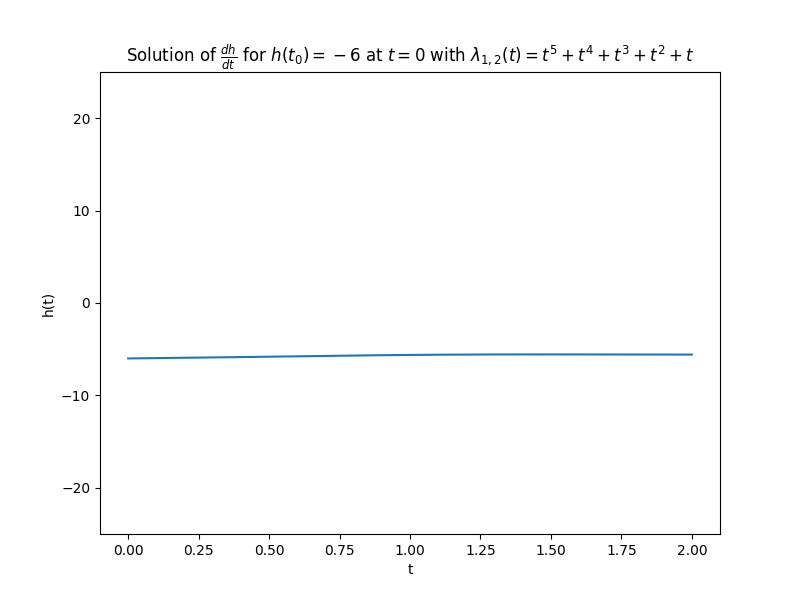 Solution of dh/dt for h(t₀) = −6 at t = 0 with λ₁,₂(t) = t⁵ + t⁴ + t³ + t² + t
20
10
0
−10
−20
h(t)
0.00 0.25 0.50 0.75 1.00 1.25 1.50 1.75 2.00
t